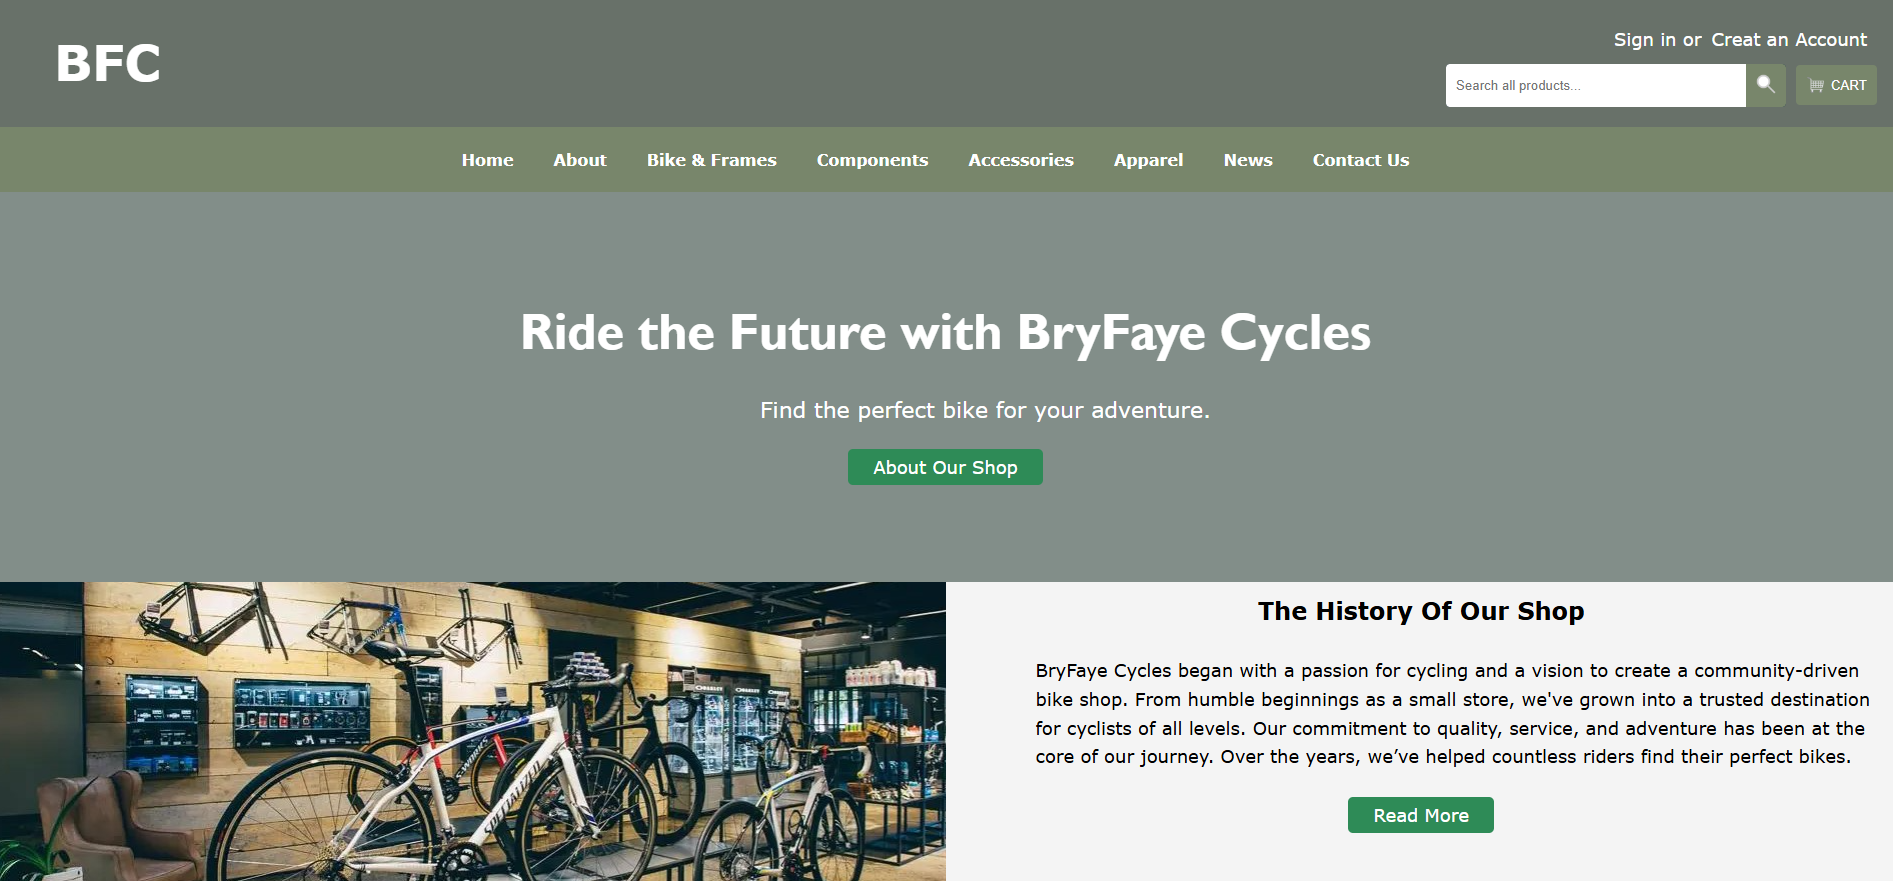 BFC
Sign in or Creat an Account
Search all products...
CART
Home About Bike & Frames Components Accessories Apparel News Contact Us
Ride the Future with BryFaye Cycles
Find the perfect bike for your adventure.
About Our Shop
The History Of Our Shop
BryFaye Cycles began with a passion for cycling and a vision to create a community-driven
bike shop. From humble beginnings as a small store, we've grown into a trusted destination
for cyclists of all levels. Our commitment to quality, service, and adventure has been at the
core of our journey. Over the years, we’ve helped countless riders find their perfect bikes.
Read More
SPECIALIZED
OAKLEY